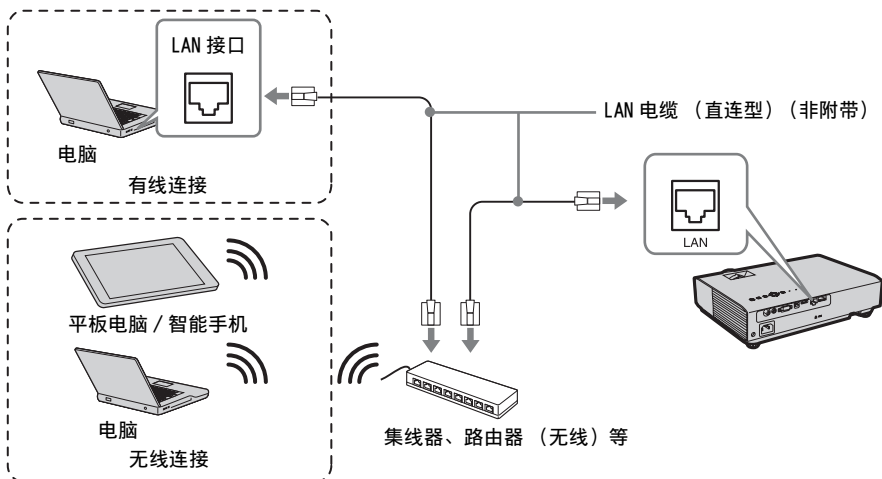 LAN 接口
电脑
有线连接
LAN 电缆 （直连型）（非附带）
LAN
平板电脑 / 智能手机
电脑
无线连接
集线器、路由器 （无线）等